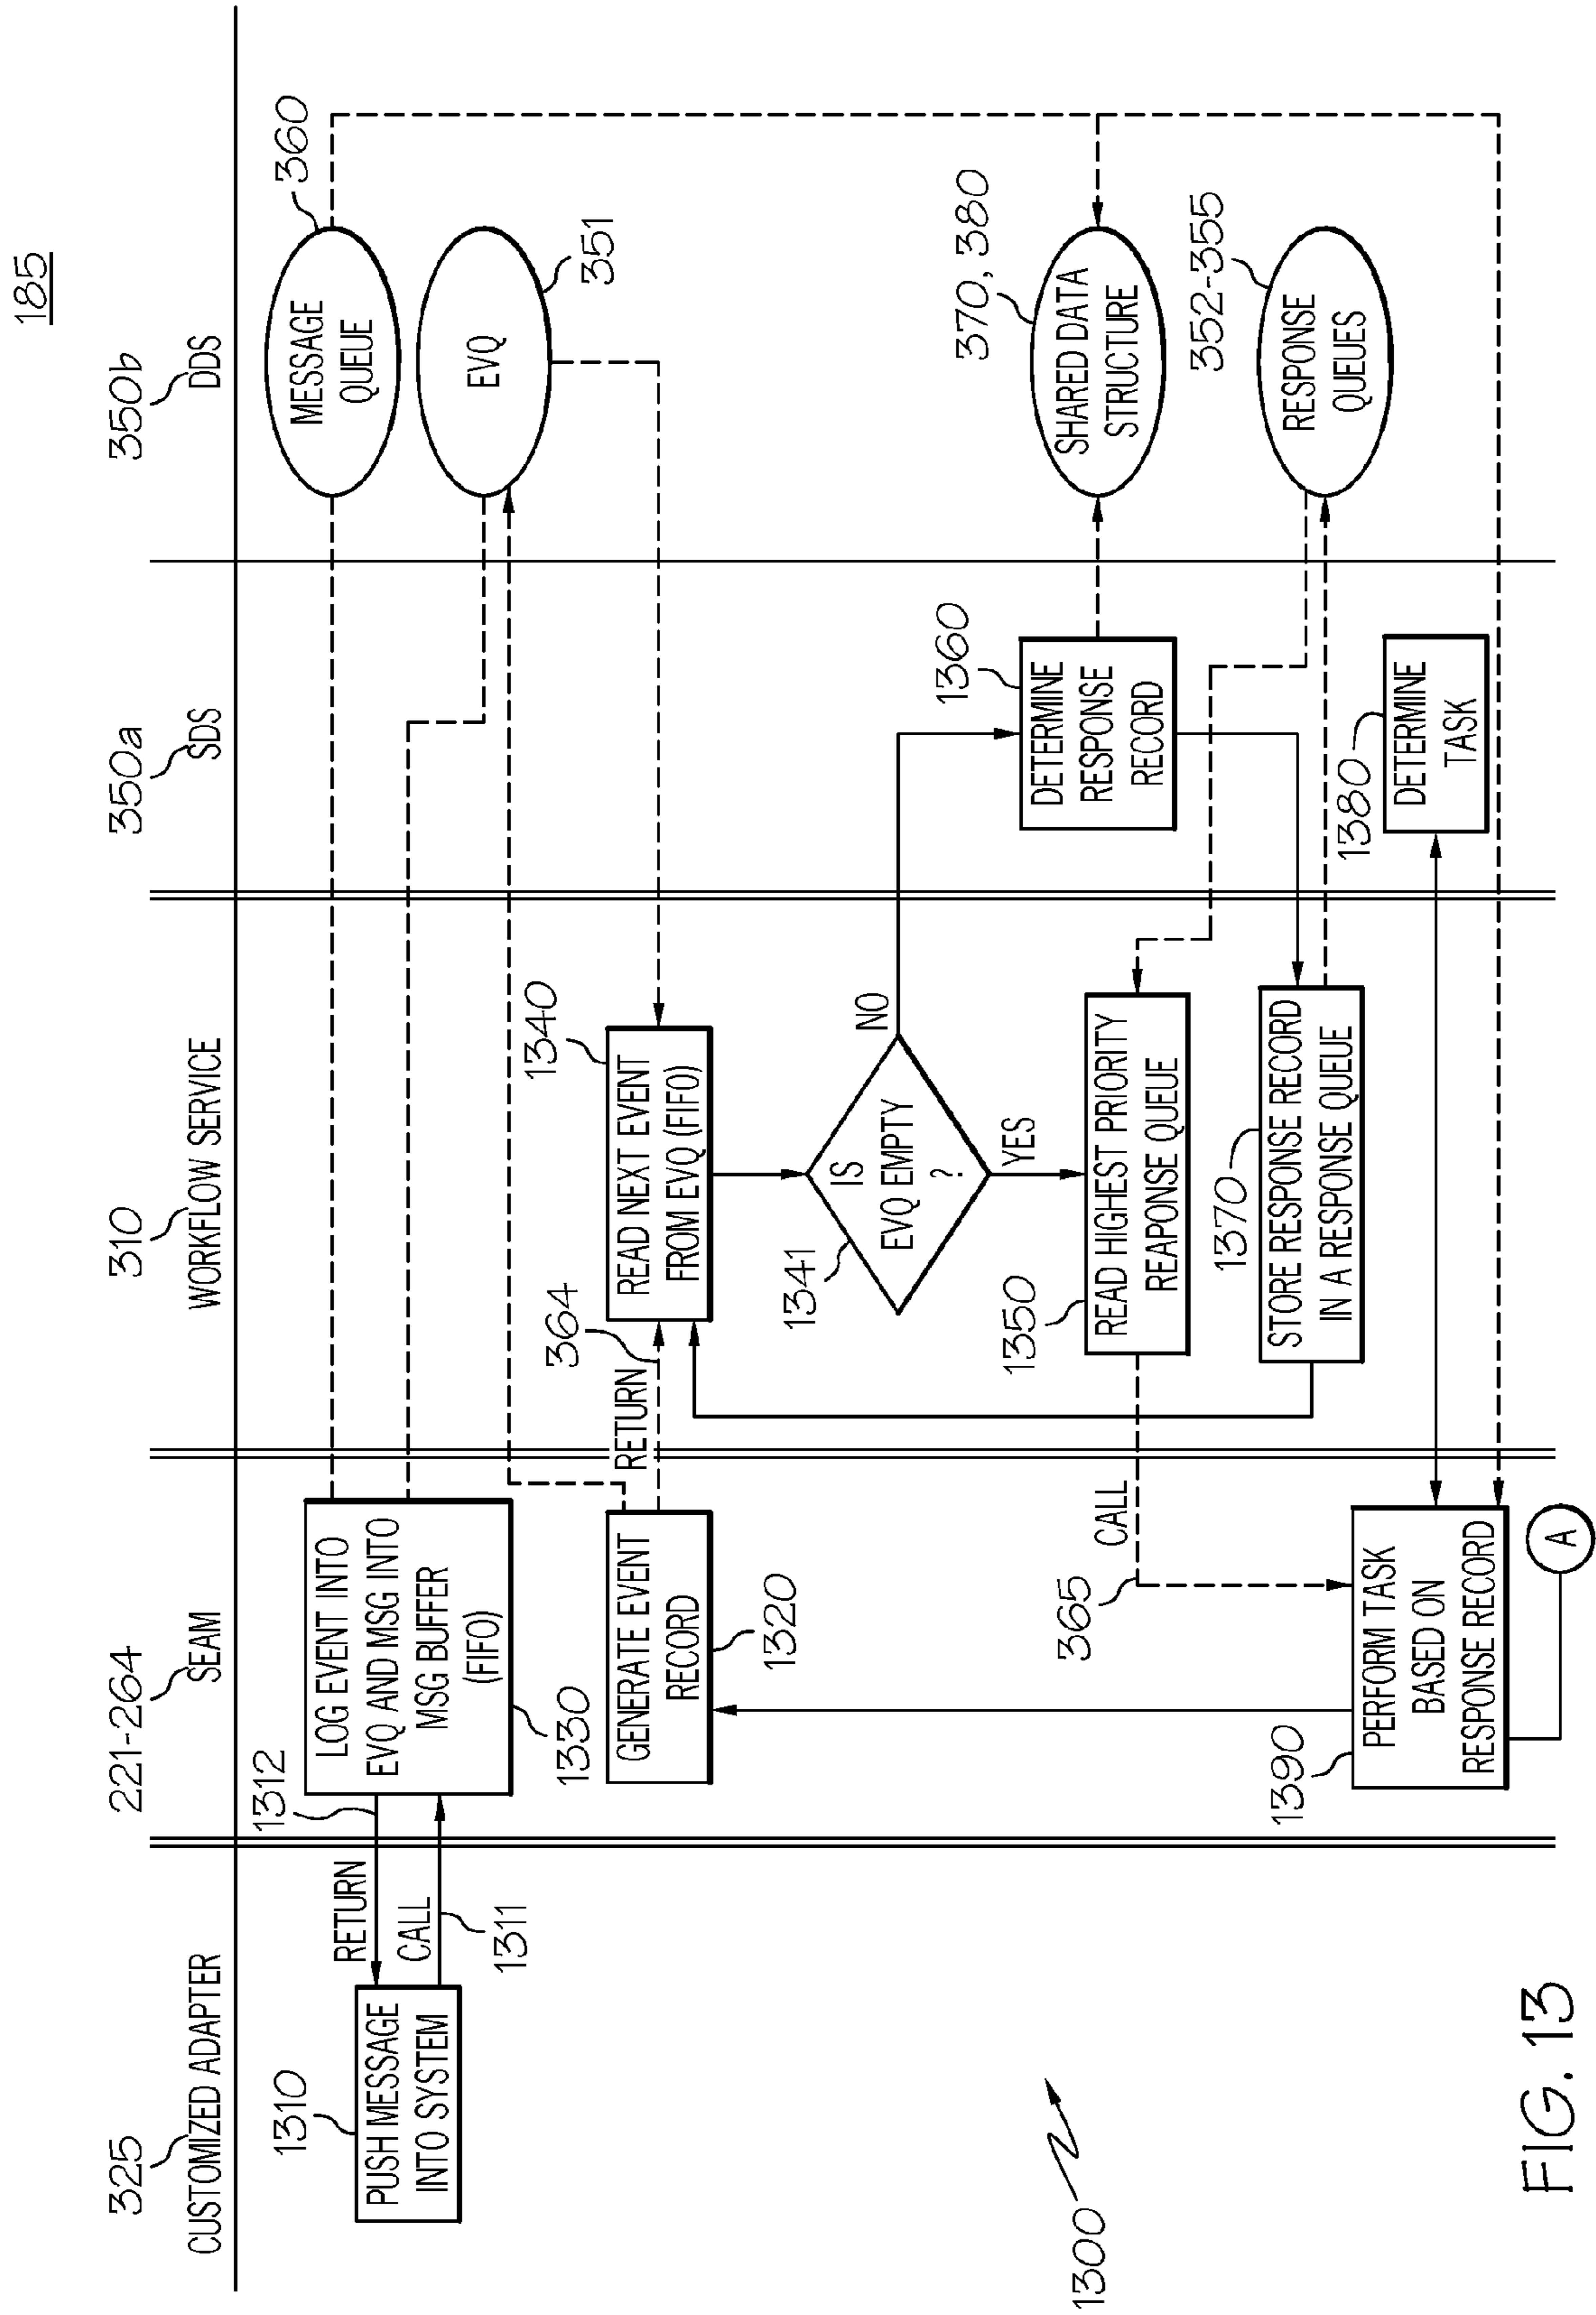 185
325
CUSTOMIZED ADAPTER
221-264
SEAM
310
WORKFLOW SERVICE
350a
SDS
350b
DDS
1310
PUSH MESSAGE
INTO SYSTEM
RETURN
1312
CALL
1311
LOG EVENT INTO
EVQ AND MSG INTO
MSG BUFFER
(FIFO)
1330
MESSAGE
QUEUE
360
EVQ
351
GENERATE EVENT
RECORD
1320
RETURN
364
READ NEXT EVENT
FROM EVQ (FIFO)
1340
IS
EVQ EMPTY
?
1341
NO
YES
READ HIGHEST PRIORITY
REAPONSE QUEUE
1350
CALL
365
DETERMINE
RESPONSE
RECORD
1360
SHARED DATA
STRUCTURE
370, 380
STORE RESPONSE RECORD
IN A RESPONSE QUEUE
1370
RESPONSE
QUEUES
352-355
DETERMINE
TASK
1380
PERFORM TASK
BASED ON
RESPONSE RECORD
1390
A
1300
FIG. 13